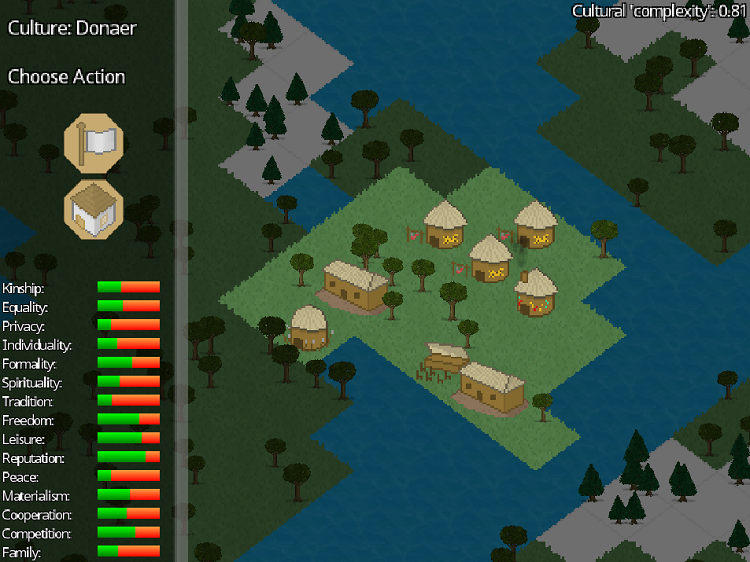 Culture: Donaer
Cultural 'complexity': 0.81
Choose Action
Kinship:
Equality:
Privacy:
Individuality:
Formality:
Spirituality:
Tradition:
Freedom:
Leisure:
Reputation:
Peace:
Materialism:
Cooperation:
Competition:
Family: